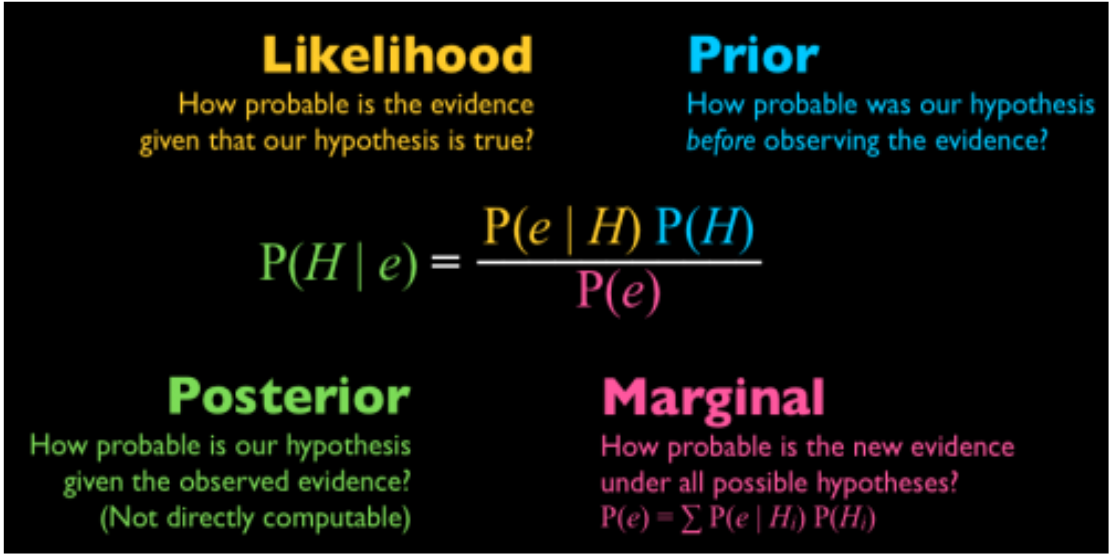 Likelihood
How probable is the evidence
given that our hypothesis is true?
Prior
How probable was our hypothesis
before observing the evidence?
P(H | e) = P(e | H) P(H)
P(e)
Posterior
How probable is our hypothesis
given the observed evidence?
(Not directly computable)
Marginal
How probable is the new evidence
under all possible hypotheses?
P(e) = ∑ P(e | Hᵢ) P(Hᵢ)